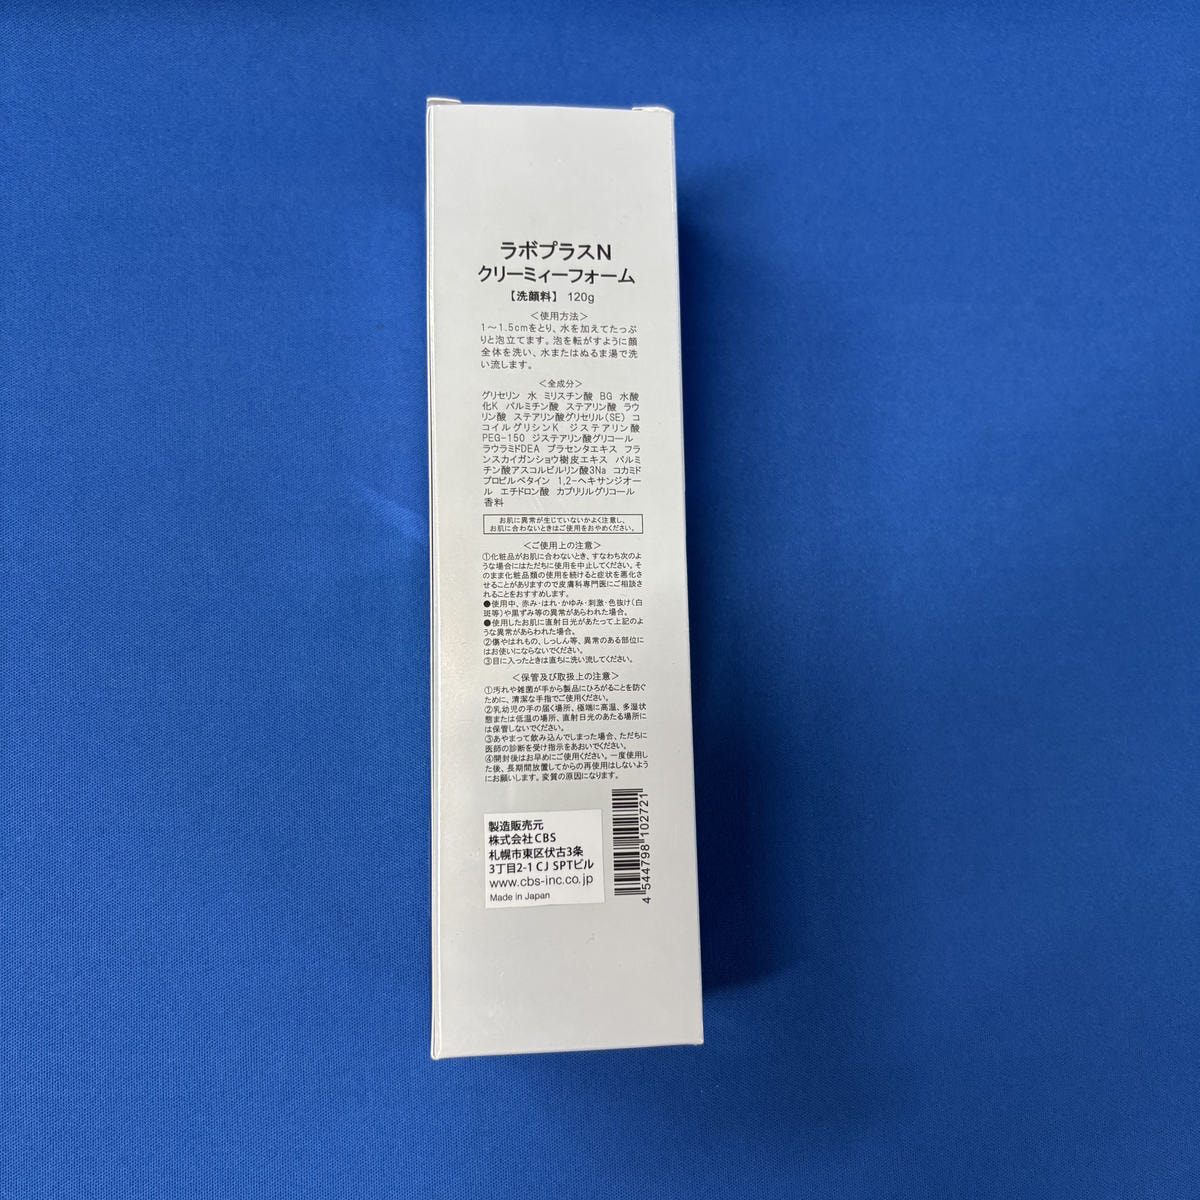 ラボプラスN
クリーミィーフォーム
【洗顔料】 120g
＜使用方法＞
1〜1.5cmをとり、水を加えてたっぷ
りと泡立てます。泡を転がすように顔
全体を洗い、水またはぬるま湯で洗
い流します。
＜全成分＞
グリセリン 水 ミリスチン酸 BG 水酸
化K パルミチン酸 ステアリン酸 ラウ
リン酸 ステアリン酸グリセリル(SE) コ
コイルグリシンK ジステアリン酸
PEG-150 ジステアリン酸グリコール
ラウラミドDEA プラセンタエキス フラ
ンスカイガンショウ樹皮エキス パルミ
チン酸アスコルビルリン酸3Na コカミド
プロピルベタイン 1,2-ヘキサンジオー
ル エチドロン酸 カプリリルグリコール
香料
お肌に異常が生じていないかよく注意し、
お肌に合わないときはご使用をおやめください。
＜ご使用上の注意＞
①化粧品がお肌に合わないとき、すなわち次のよ
うな場合にはただちに使用を中止してください。そ
のまま化粧品類の使用を続けると症状を悪化さ
せることがありますので皮膚科専門医にご相談さ
れることをおすすめします。
●使用中、赤み・はれ・かゆみ・刺激・色抜け(白
斑等)や黒ずみ等の異常があらわれた場合。
●使用したお肌に直射日光があたって上記のよ
うな異常があらわれた場合。
②傷やはれもの、しっしん等、異常のある部位に
はお使いにならないでください。
③目に入ったときは直ちに洗い流してください。
＜保管及び取扱上の注意＞
①汚れや雑菌が手から製品にひろがることを防ぐ
ために、清潔な手指でご使用ください。
②乳幼児の手の届く場所、極端に高温、多湿状
態または低温の場所、直射日光のあたる場所に
は保管しないでください。
③あやまって飲み込んでしまった場合、ただちに
医師の診断を受け指示をあおいでください。
④開封後はお早めにご使用ください。一度使用し
た後、長期間放置してからの再使用はしないよう
にお願いします。変質の原因になります。
製造販売元
株式会社CBS
札幌市東区伏古3条
3丁目2-1 CJ SPTビル
www.cbs-inc.co.jp
Made in Japan
4 544798 102721